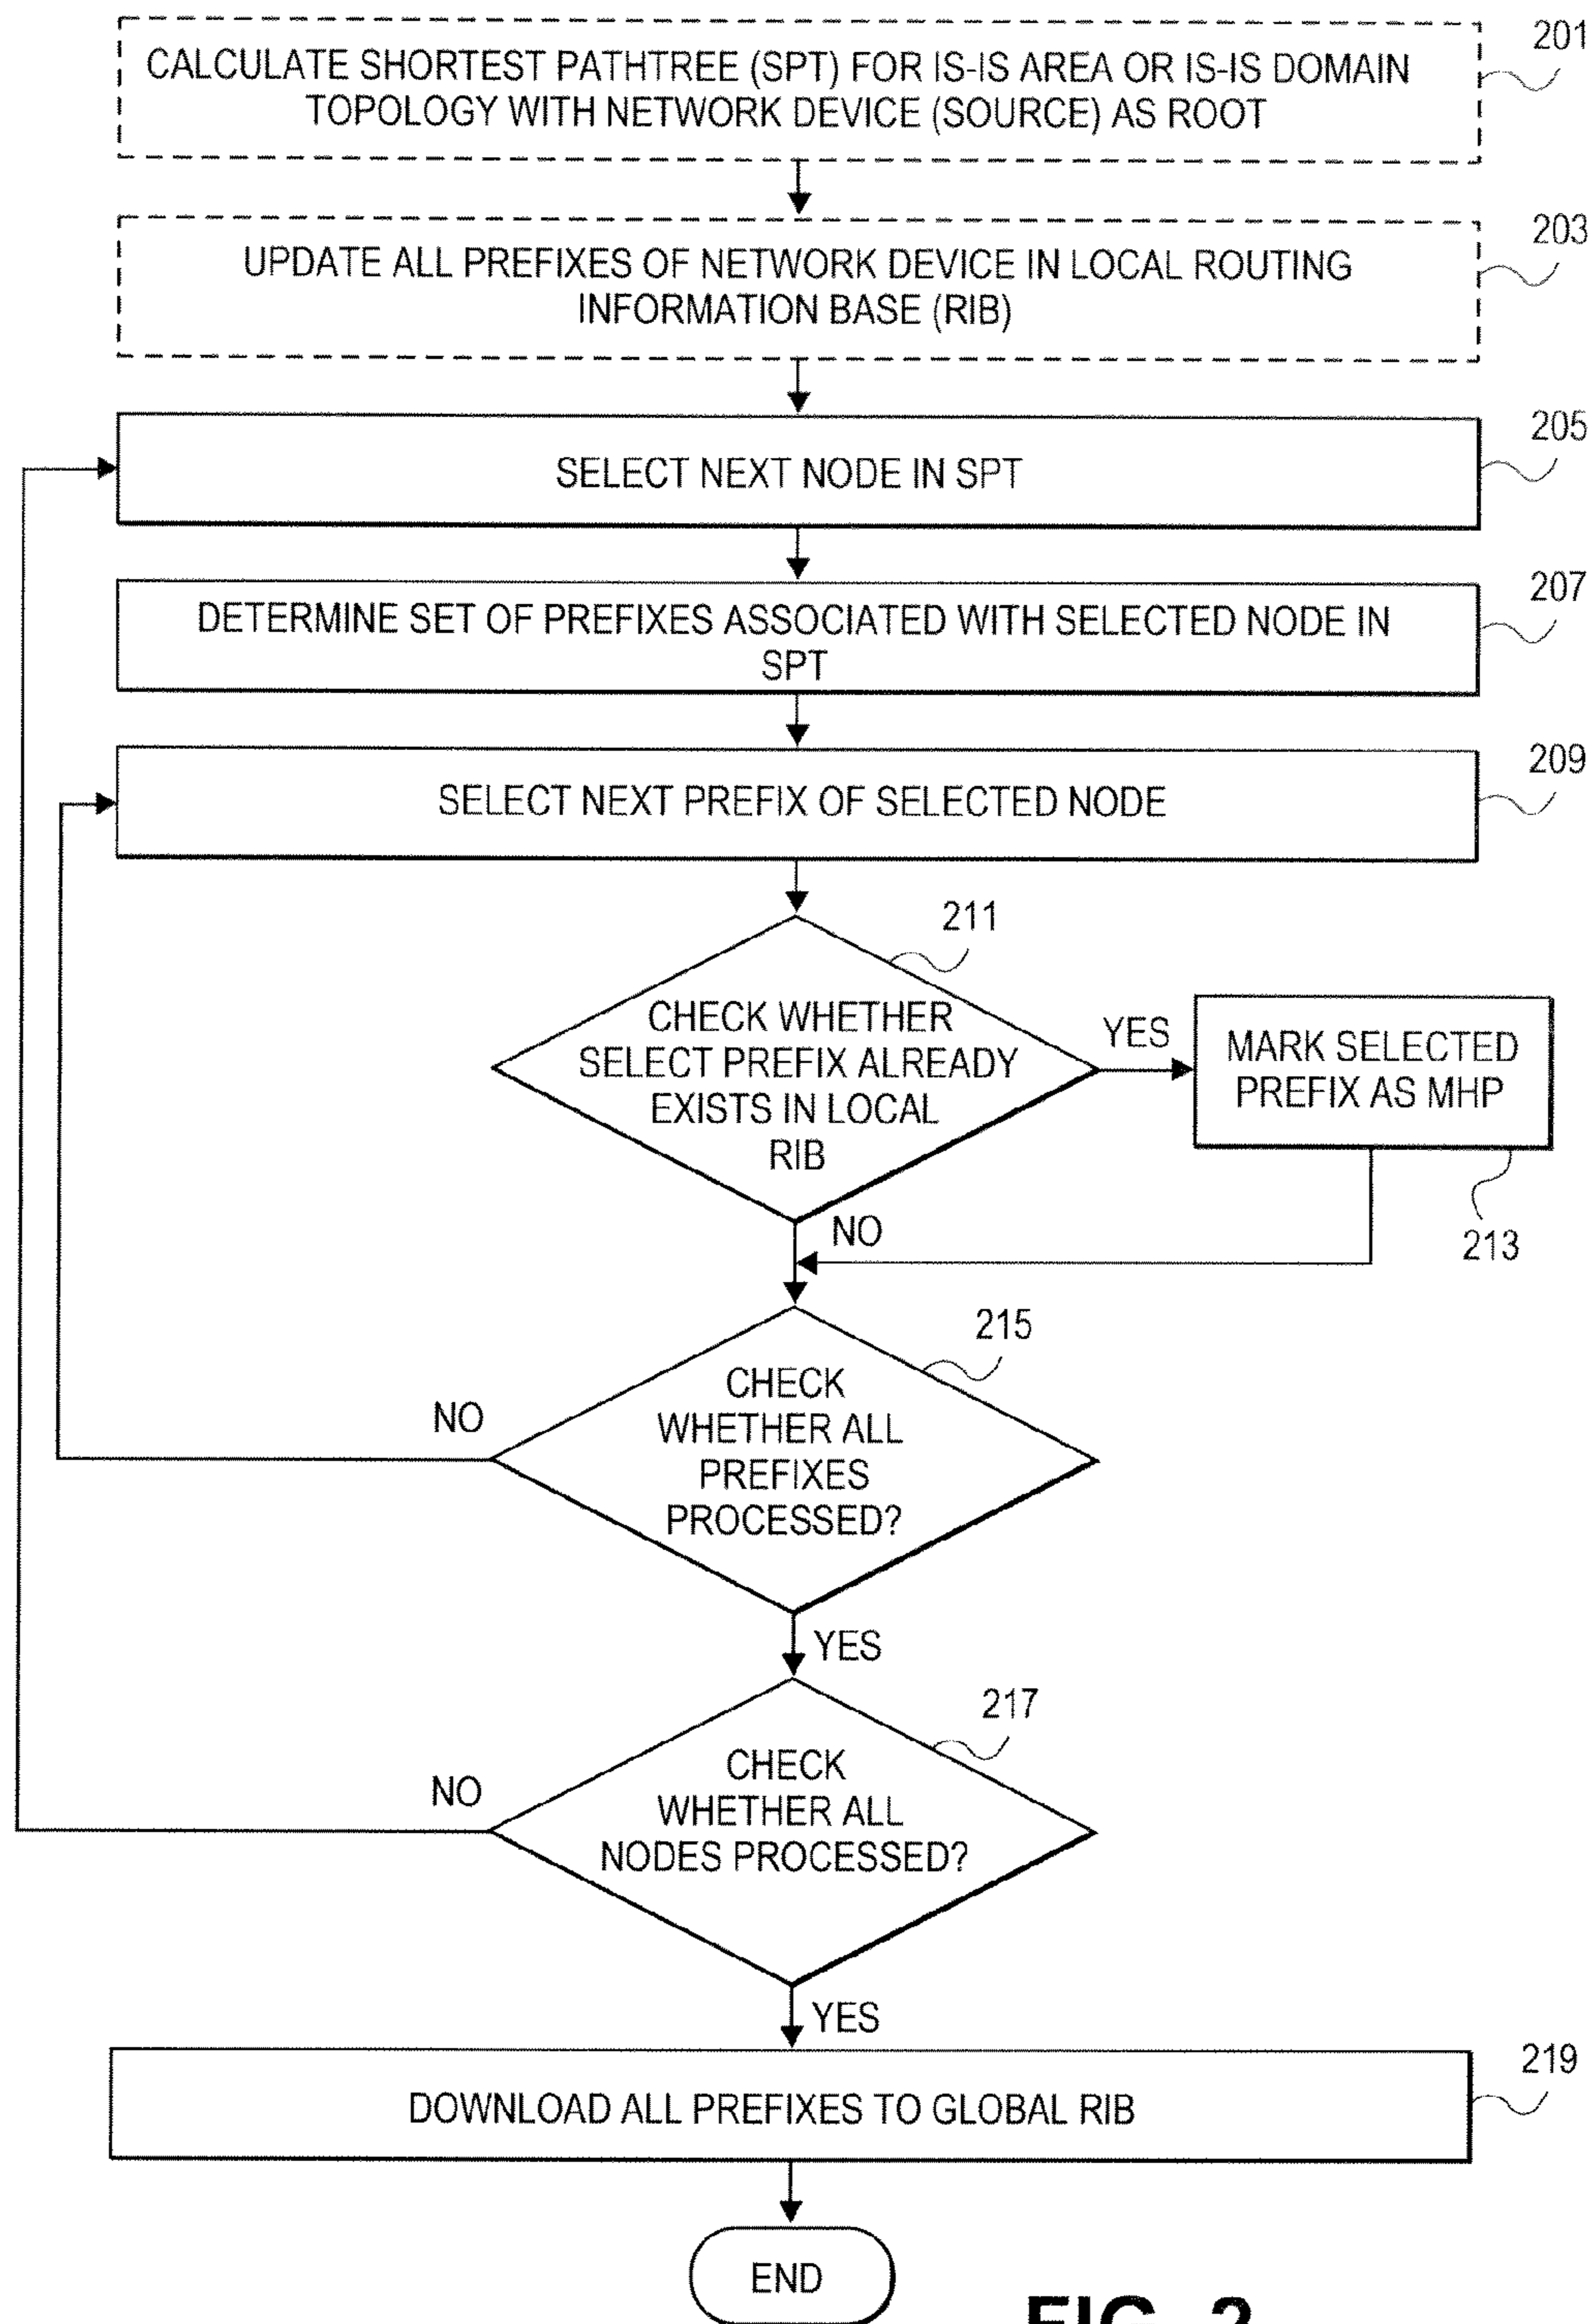 201
CALCULATE SHORTEST PATHTREE (SPT) FOR IS-IS AREA OR IS-IS DOMAIN
TOPOLOGY WITH NETWORK DEVICE (SOURCE) AS ROOT
203
UPDATE ALL PREFIXES OF NETWORK DEVICE IN LOCAL ROUTING
INFORMATION BASE (RIB)
205
SELECT NEXT NODE IN SPT
207
DETERMINE SET OF PREFIXES ASSOCIATED WITH SELECTED NODE IN
SPT
209
SELECT NEXT PREFIX OF SELECTED NODE
211
CHECK WHETHER
SELECT PREFIX ALREADY
EXISTS IN LOCAL
RIB
YES
MARK SELECTED
PREFIX AS MHP
213
NO
215
CHECK
WHETHER ALL
PREFIXES
PROCESSED?
NO
YES
217
CHECK
WHETHER ALL
NODES PROCESSED?
NO
YES
219
DOWNLOAD ALL PREFIXES TO GLOBAL RIB
END
FIG. 2